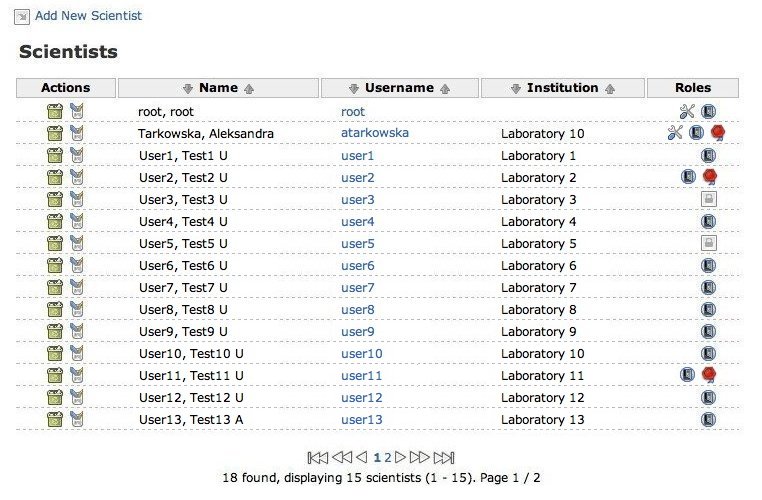 Add New Scientist
Scientists
Actions Name Username Institution Roles
root, root root
Tarkowska, Aleksandra atarkowska Laboratory 10
User1, Test1 U user1 Laboratory 1
User2, Test2 U user2 Laboratory 2
User3, Test3 U user3 Laboratory 3
User4, Test4 U user4 Laboratory 4
User5, Test5 U user5 Laboratory 5
User6, Test6 U user6 Laboratory 6
User7, Test7 U user7 Laboratory 7
User8, Test8 U user8 Laboratory 8
User9, Test9 U user9 Laboratory 9
User10, Test10 U user10 Laboratory 10
User11, Test11 U user11 Laboratory 11
User12, Test12 U user12 Laboratory 12
User13, Test13 A user13 Laboratory 13
1 2
18 found, displaying 15 scientists (1 - 15). Page 1 / 2